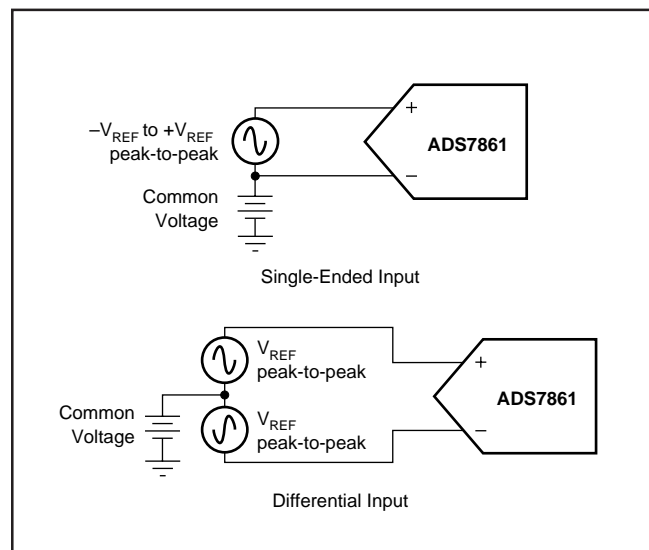 –VREF to +VREF
peak-to-peak
+
ADS7861
–
Common
Voltage
Single-Ended Input
VREF
peak-to-peak
+
ADS7861
Common
Voltage
VREF
peak-to-peak
–
Differential Input